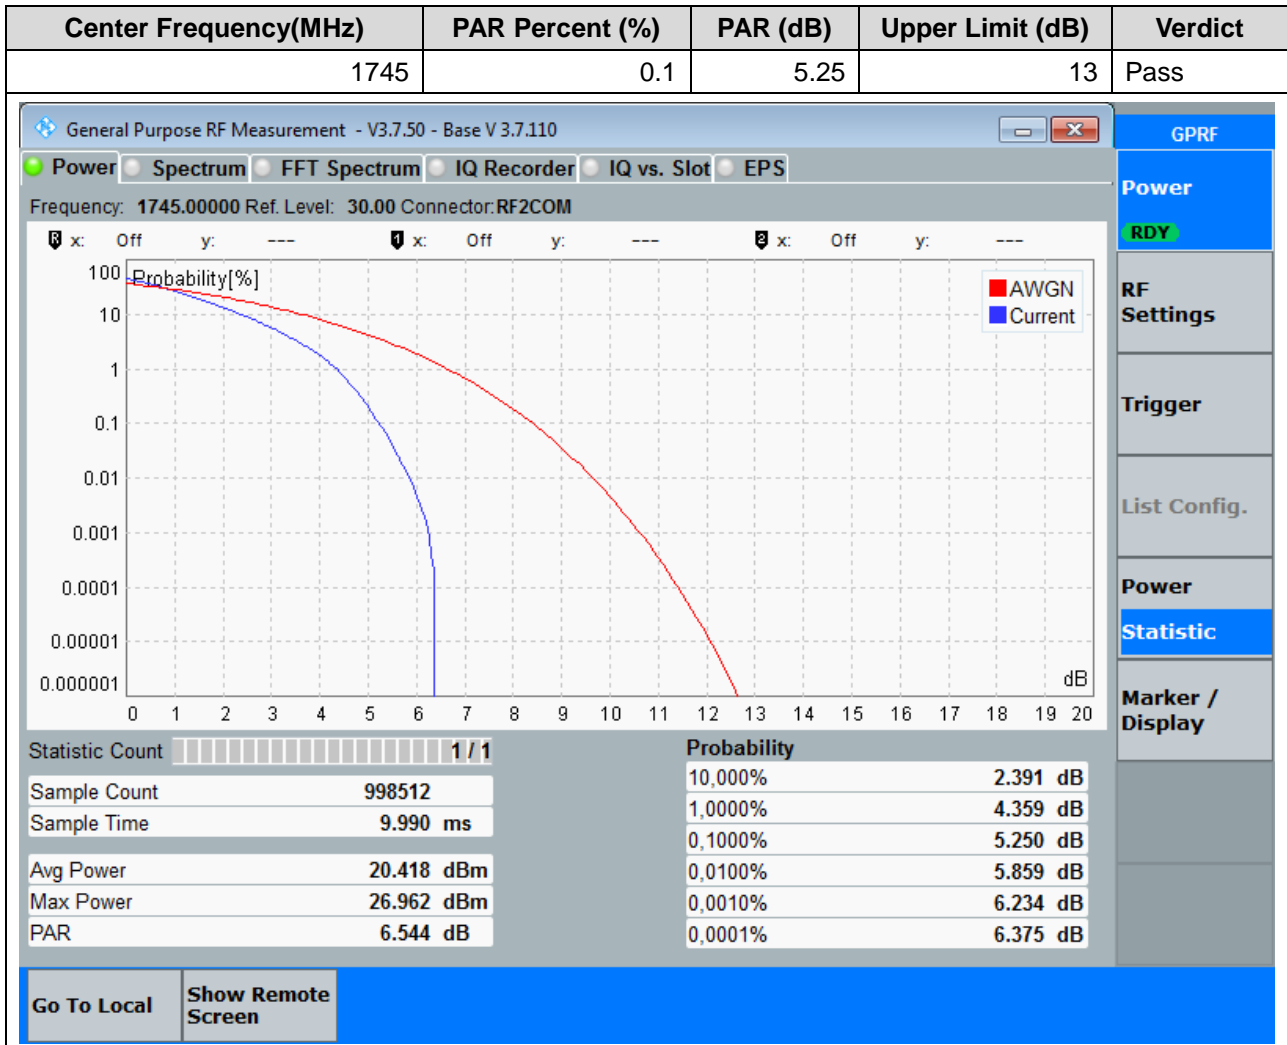 Center Frequency(MHz) PAR Percent (%) PAR (dB) Upper Limit (dB) Verdict
1745 0.1 5.25 13 Pass
General Purpose RF Measurement - V3.7.50 - Base V 3.7.110
GPRF
Power Spectrum FFT Spectrum IQ Recorder IQ vs. Slot EPS
Frequency: 1745.00000 Ref. Level: 30.00 Connector: RF2COM
R x: Off y: --- 1 x: Off y: --- 2 x: Off y: ---
Probability[%]
AWGN
Current
100
10
1
0.1
0.01
0.001
0.0001
0.00001
0.000001
dB
0 1 2 3 4 5 6 7 8 9 10 11 12 13 14 15 16 17 18 19 20
Statistic Count 1 / 1
Sample Count 998512
Sample Time 9.990 ms
Avg Power 20.418 dBm
Max Power 26.962 dBm
PAR 6.544 dB
Probability
10,000% 2.391 dB
1,0000% 4.359 dB
0,1000% 5.250 dB
0,0100% 5.859 dB
0,0010% 6.234 dB
0,0001% 6.375 dB
Power
RDY
RF
Settings
Trigger
List Config.
Power
Statistic
Marker /
Display
Go To Local
Show Remote
Screen